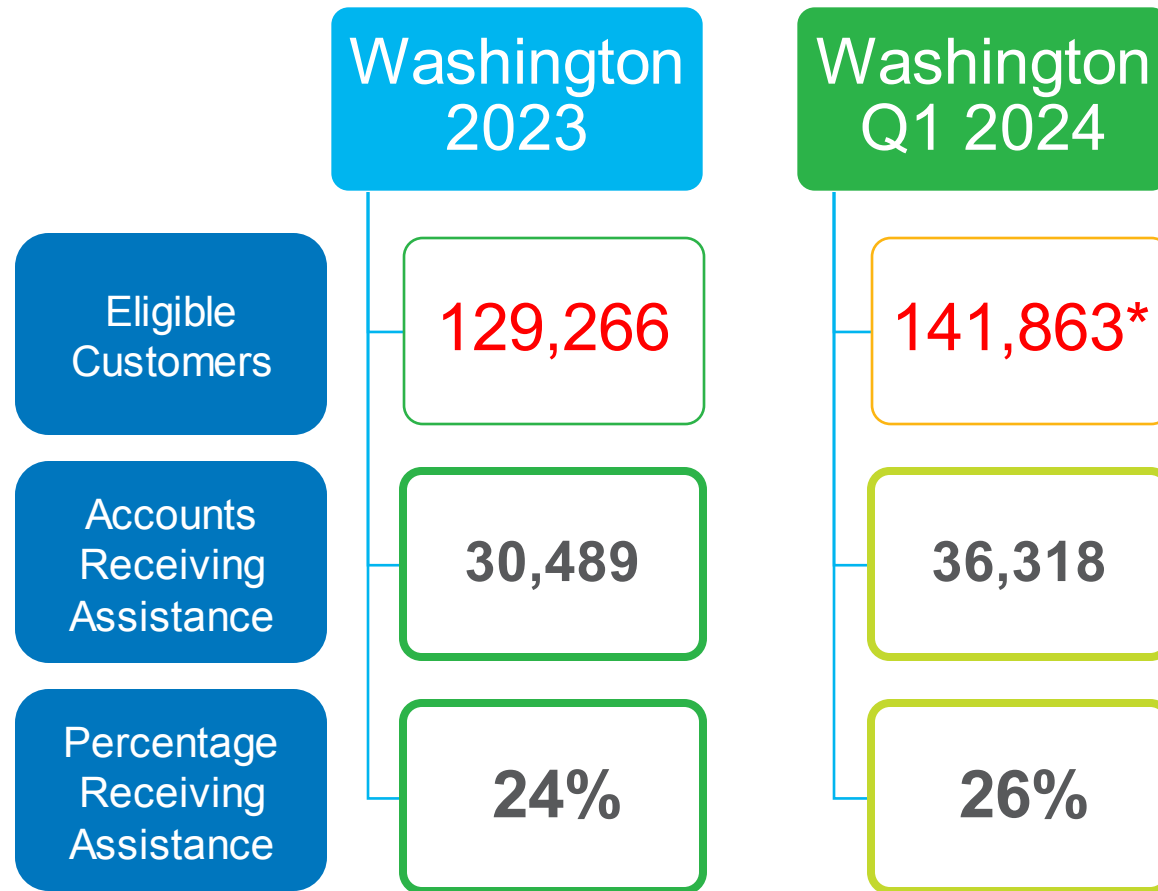 Washington
2023
Washington
Q1 2024
Eligible
Customers
129,266
141,863*
Accounts
Receiving
Assistance
30,489
36,318
Percentage
Receiving
Assistance
24%
26%